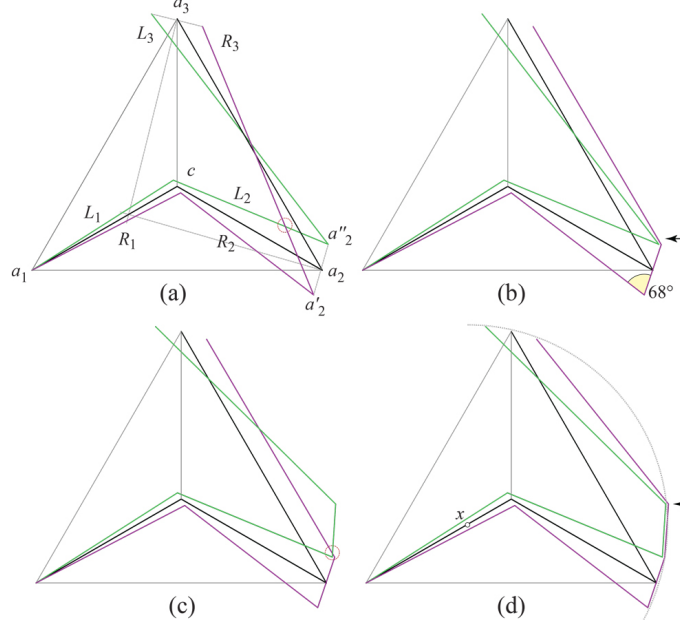 a₃
L₃
R₃
c
L₂
L₁
a″₂
R₁
R₂
a₁
a₂
a′₂
(a)
68°
(b)
x
(c)
(d)